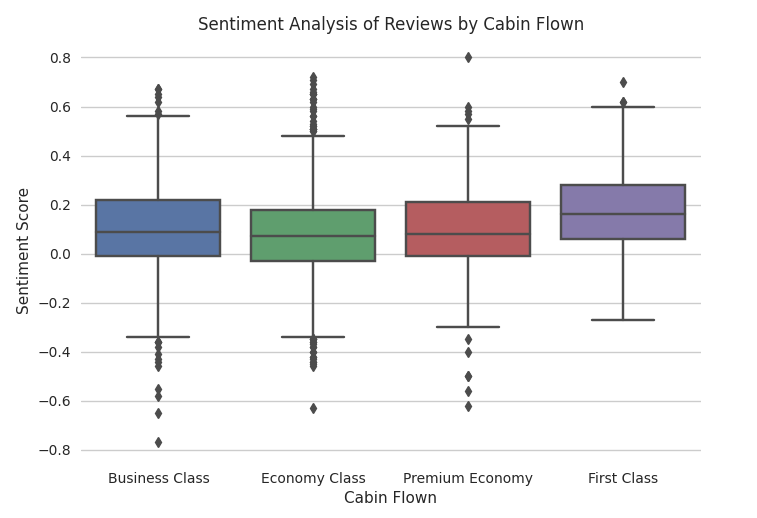 Sentiment Analysis of Reviews by Cabin Flown
0.8
0.6
0.4
0.2
0.0
−0.2
−0.4
−0.6
−0.8
Sentiment Score
Business Class
Economy Class
Premium Economy
First Class
Cabin Flown